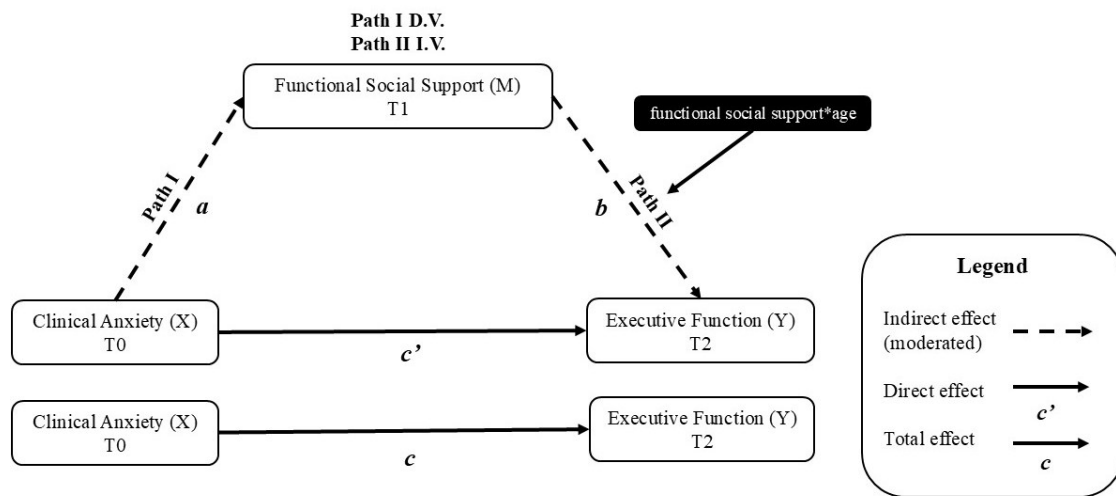 Path I D.V.
Path II I.V.
Functional Social Support (M)
T1
functional social support*age
Path I
a
b
Path II
Clinical Anxiety (X)
T0
c’
Executive Function (Y)
T2
Clinical Anxiety (X)
T0
c
Executive Function (Y)
T2
Legend
Indirect effect
(moderated)
Direct effect
c’
Total effect
c